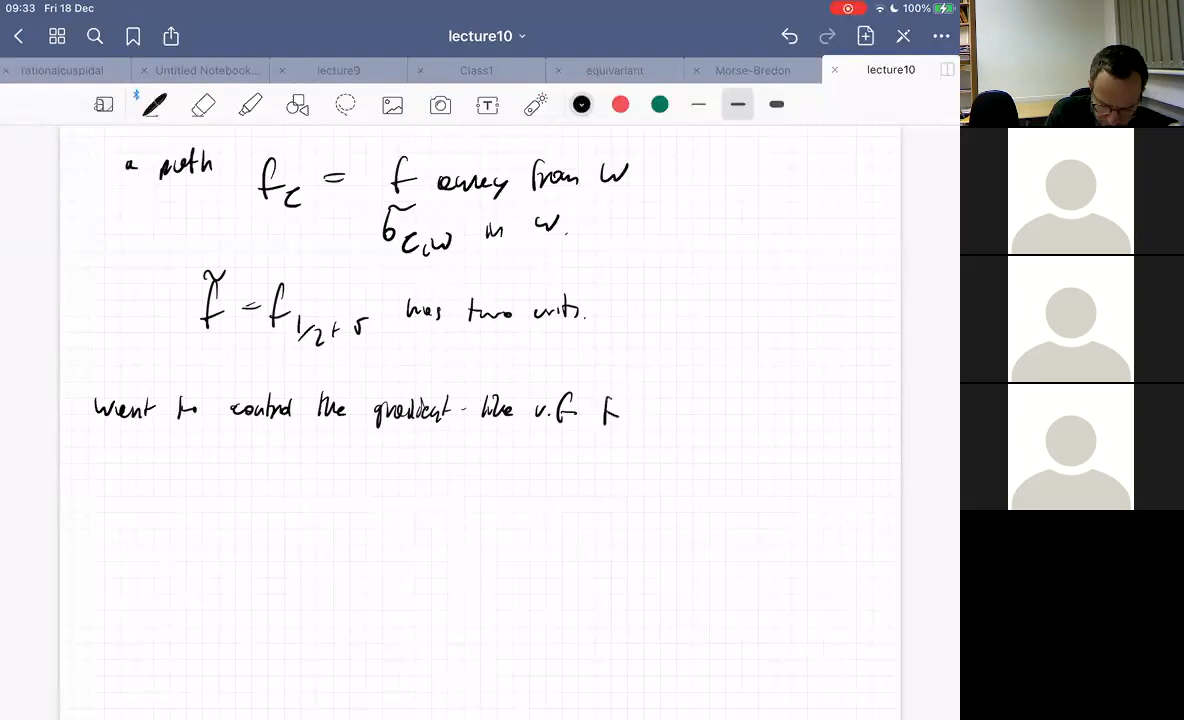 09:33 Fri 18 Dec
100%
lecture10
rationalcuspidal
Untitled Notebook...
lecture9
Class1
equivariant
Morse-Bredon
lecture10
a path f_c = f away from W
σ̃_{c,W} in W.
f̃ = f_{1/2+δ} has two crits.
want to control the gradient-like v.f.